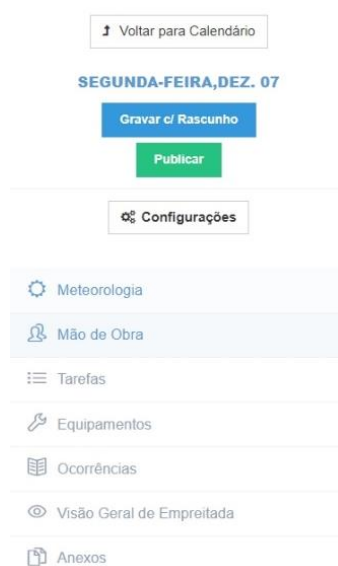 Voltar para Calendário
SEGUNDA-FEIRA,DEZ. 07
Gravar c/ Rascunho
Publicar
Configurações
Meteorologia
Mão de Obra
Tarefas
Equipamentos
Ocorrências
Visão Geral de Empreitada
Anexos